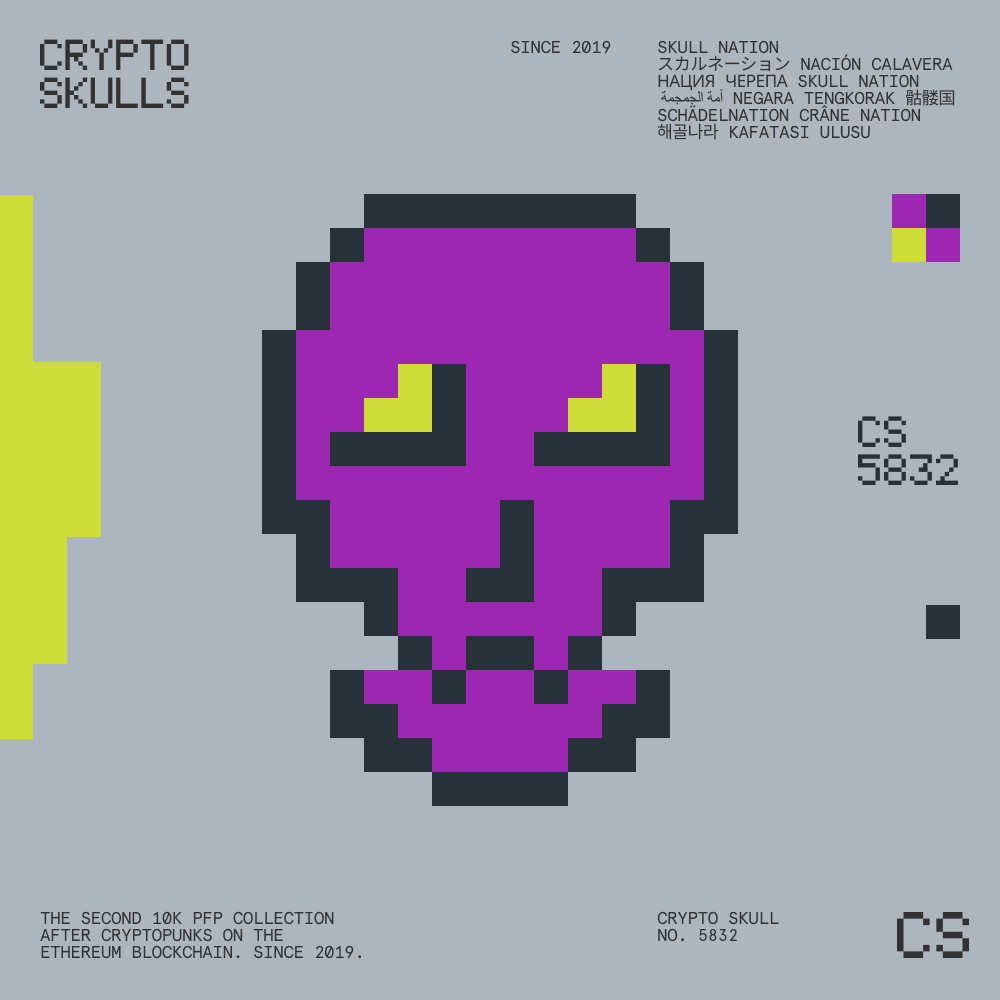 CRYPTO
SKULLS
SINCE 2019
SKULL NATION
スカルネーション NACIÓN CALAVERA
НАЦИЯ ЧЕРЕПА SKULL NATION
أمة الجمجمة NEGARA TENGKORAK 骷髅国
SCHÄDELNATION CRÂNE NATION
해골나라 KAFATASI ULUSU
CS
5832
THE SECOND 10K PFP COLLECTION
AFTER CRYPTOPUNKS ON THE
ETHEREUM BLOCKCHAIN. SINCE 2019.
CRYPTO SKULL
NO. 5832
CS